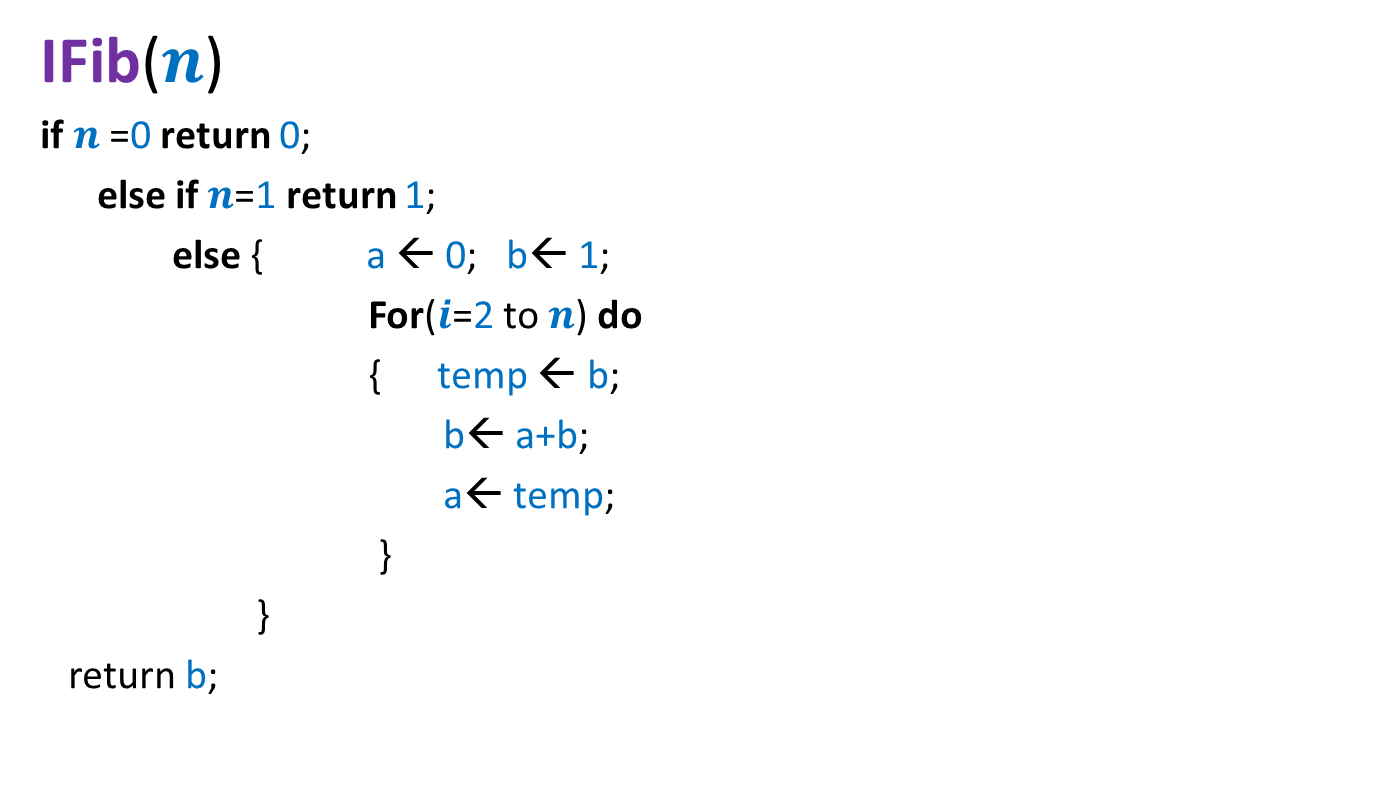 IFib(n)
if n =0 return 0;
else if n=1 return 1;
else { a ← 0; b← 1;
For(i=2 to n) do
{ temp ← b;
b← a+b;
a← temp;
}
}
return b;